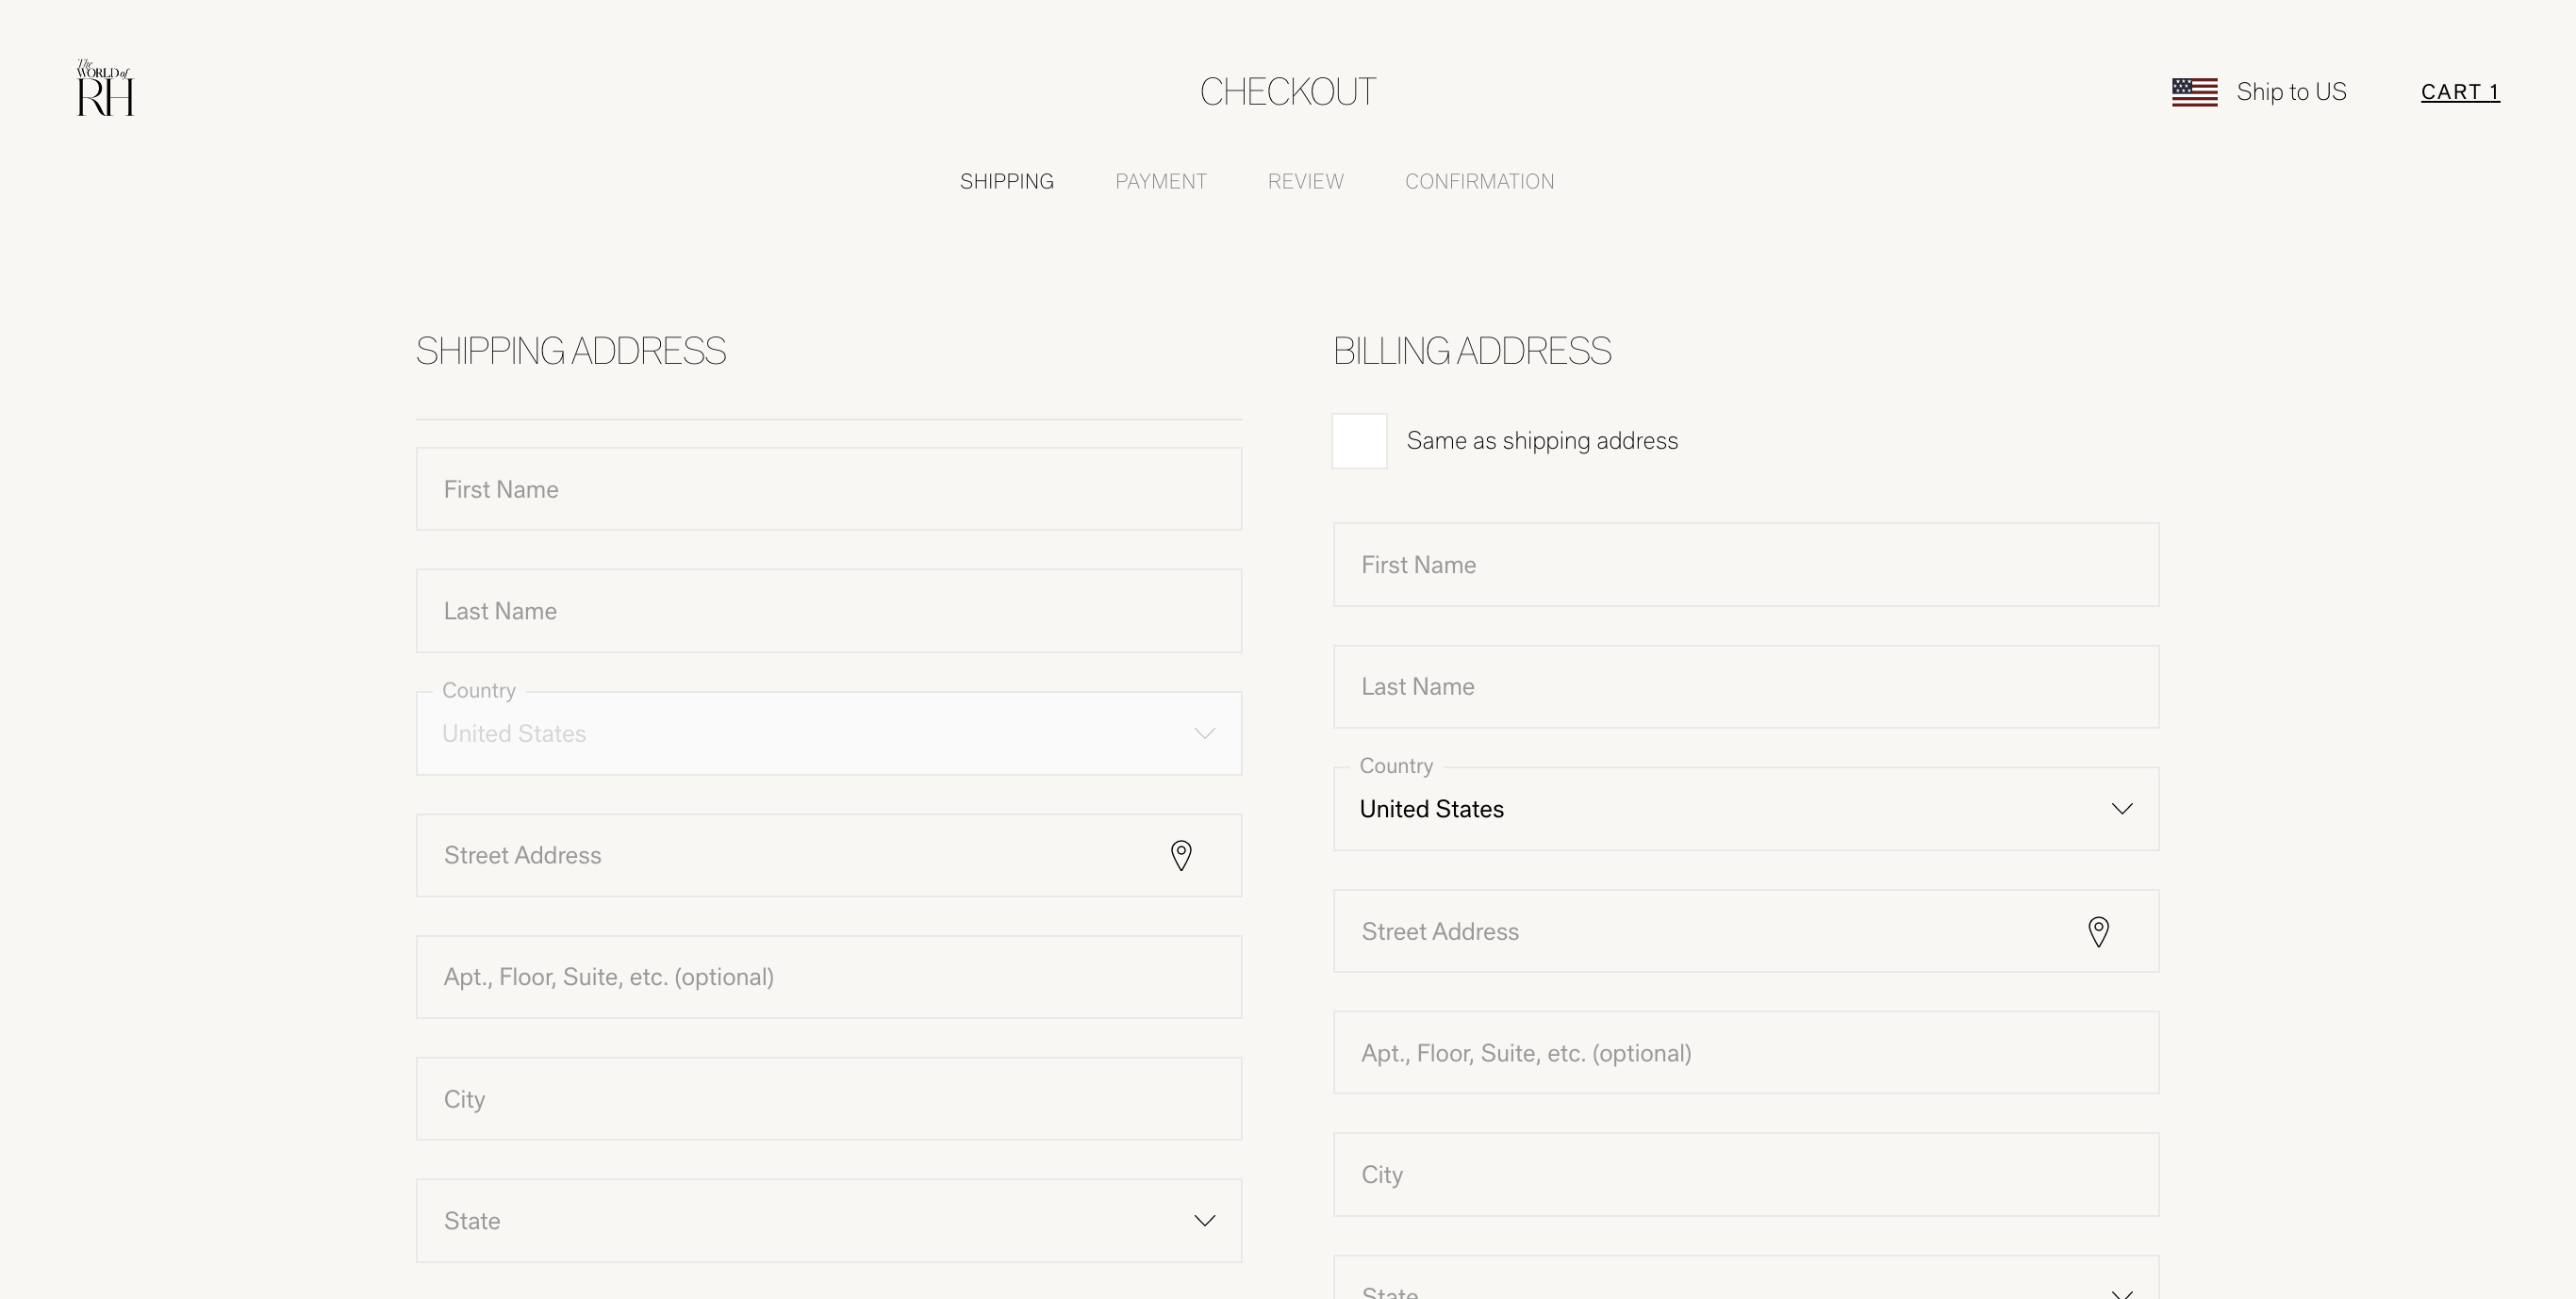 The
WORLD of
RH
CHECKOUT
Ship to US
CART 1
SHIPPING PAYMENT REVIEW CONFIRMATION
SHIPPING ADDRESS
First Name
Last Name
Country
United States
Street Address
Apt., Floor, Suite, etc. (optional)
City
State
BILLING ADDRESS
Same as shipping address
First Name
Last Name
Country
United States
Street Address
Apt., Floor, Suite, etc. (optional)
City
State